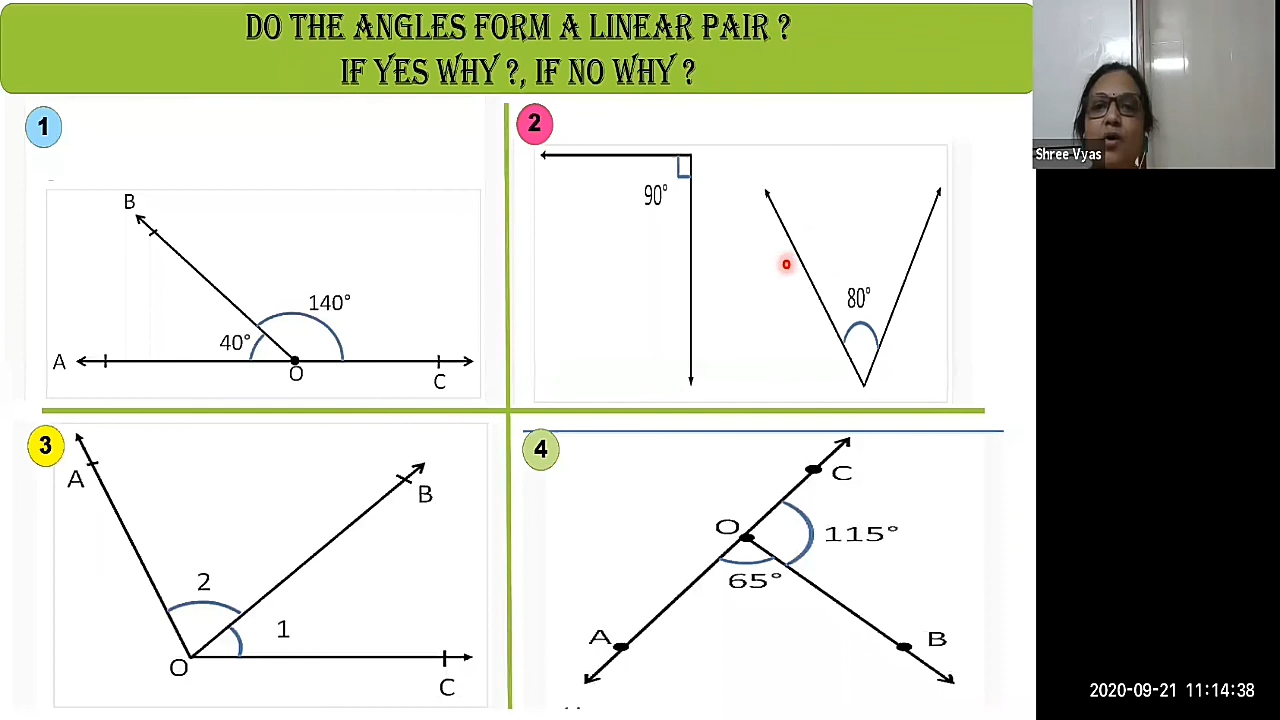 DO THE ANGLES FORM A LINEAR PAIR ?
IF YES WHY ?, IF NO WHY ?
Shree Vyas
1
B
140°
40°
A
O
C
2
90°
80°
3
A
B
2
1
O
C
4
C
O
115°
65°
A
B
2020-09-21 11:14:38